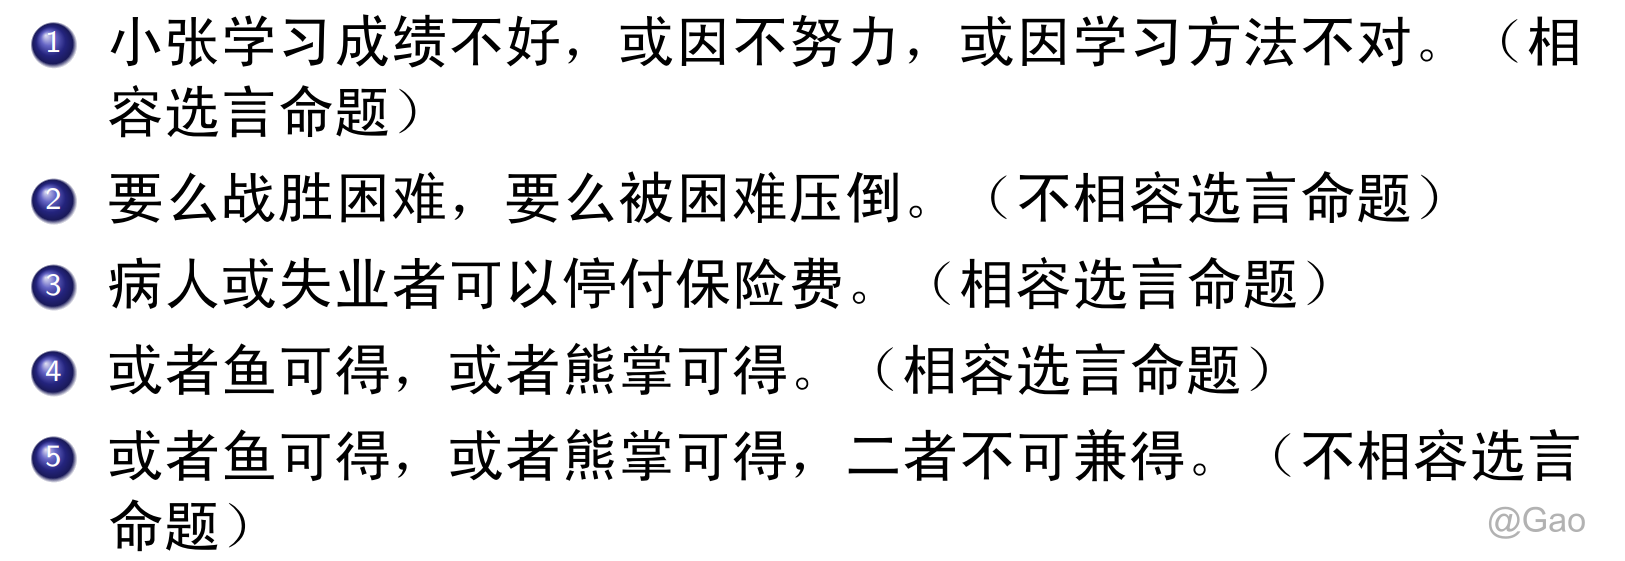 1 小张学习成绩不好，或因不努力，或因学习方法不对。（相
容选言命题）
2 要么战胜困难，要么被困难压倒。（不相容选言命题）
3 病人或失业者可以停付保险费。（相容选言命题）
4 或者鱼可得，或者熊掌可得。（相容选言命题）
5 或者鱼可得，或者熊掌可得，二者不可兼得。（不相容选言
命题）
@Gao